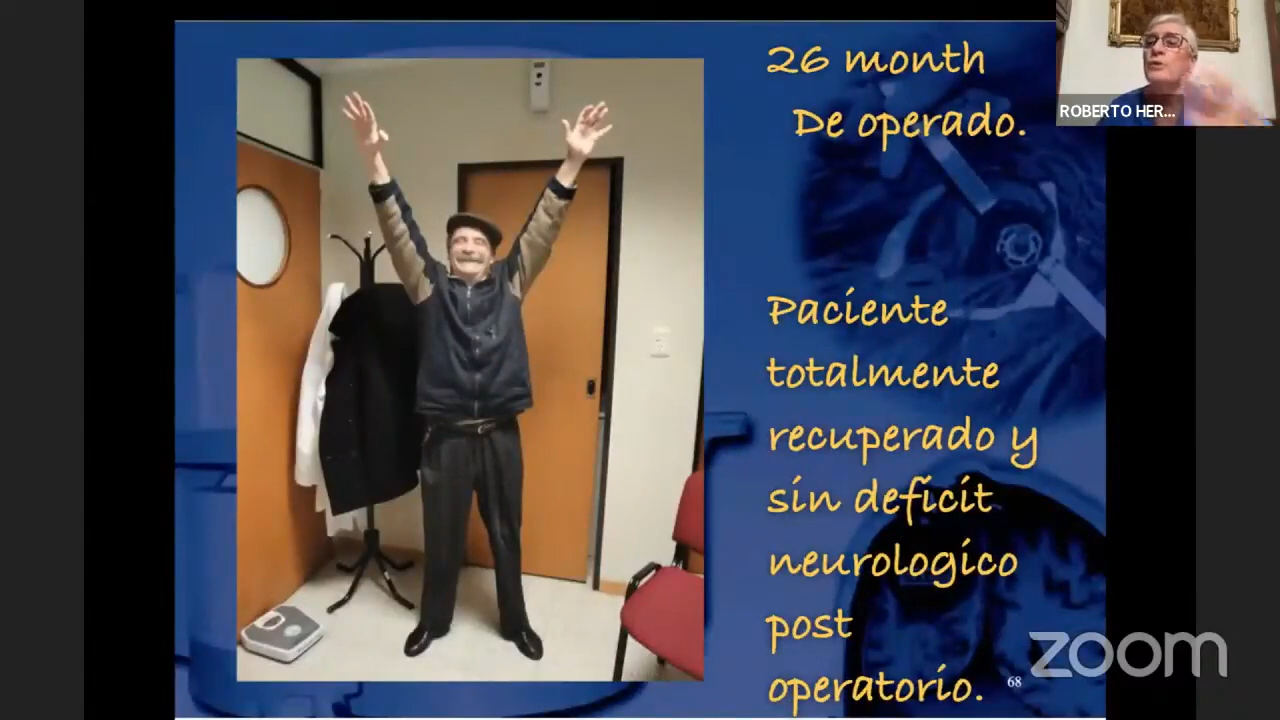 26 month
De operado.
ROBERTO HER...
Paciente
totalmente
recuperado y
sin deficit
neurologico
post
operatorio.
68
zoom